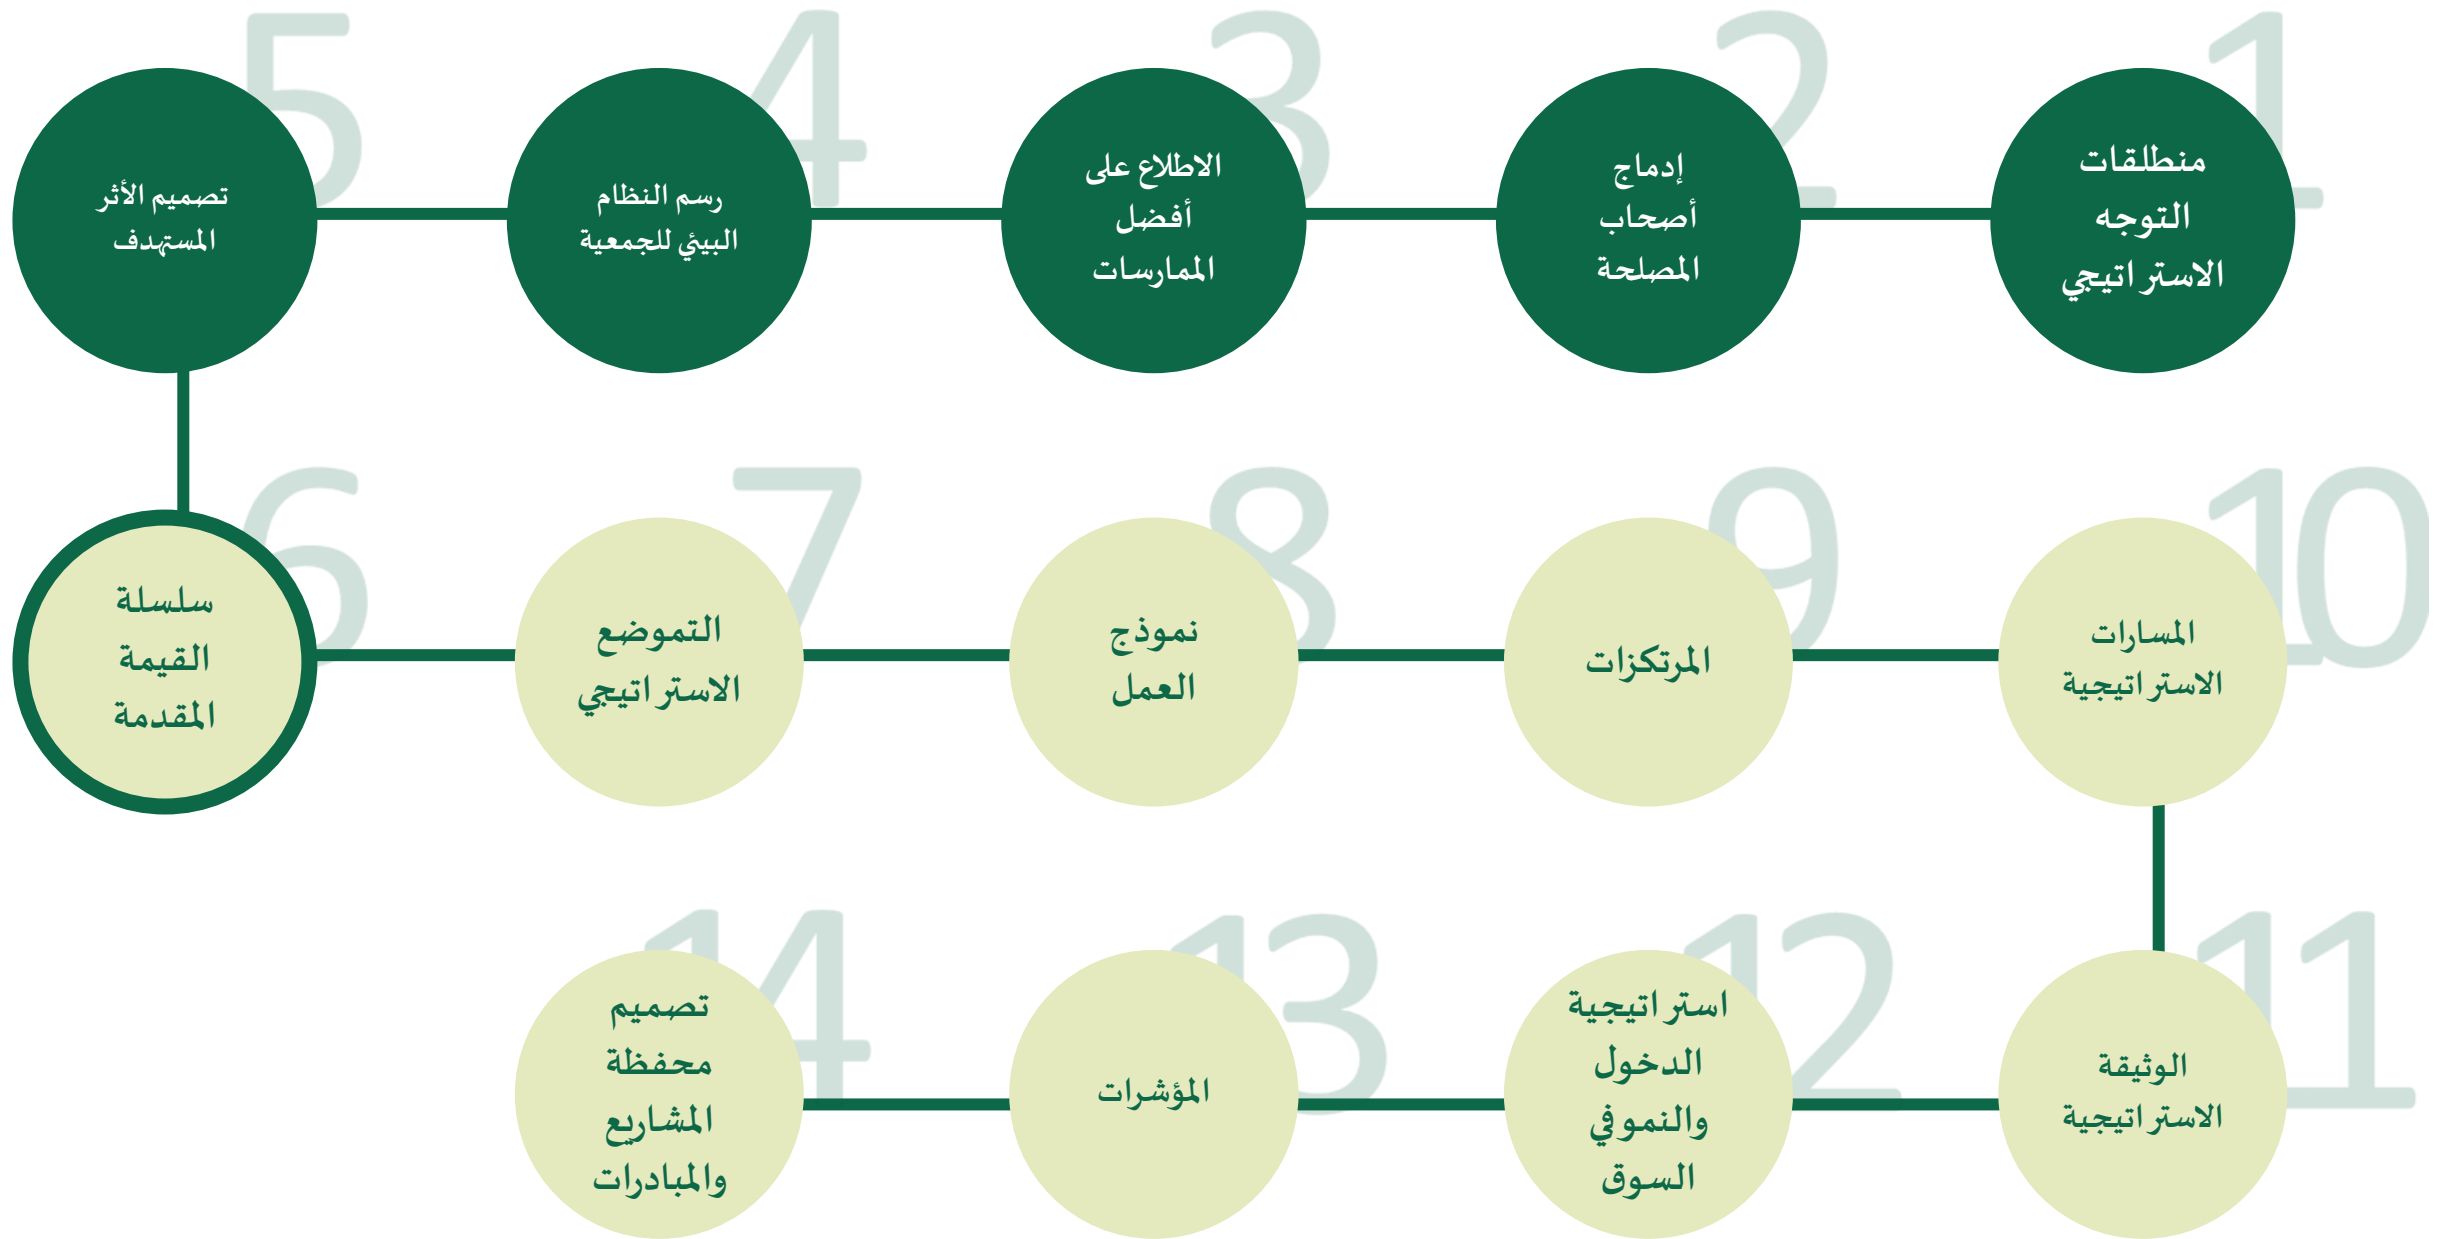 1
منطلقات
التوجه
الاستراتيجي
2
إدماج
أصحاب
المصلحة
3
الاطلاع على
أفضل
الممارسات
4
رسم النظام
البيئي للجمعية
5
تصميم الأثر
المستهدف
6
سلسلة
القيمة
المقدمة
7
التموضع
الاستراتيجي
8
نموذج
العمل
9
المرتكزات
10
المسارات
الاستراتيجية
11
الوثيقة
الاستراتيجية
12
استراتيجية
الدخول
والنمو في
السوق
13
المؤشرات
14
تصميم
محفظة
المشاريع
والمبادرات